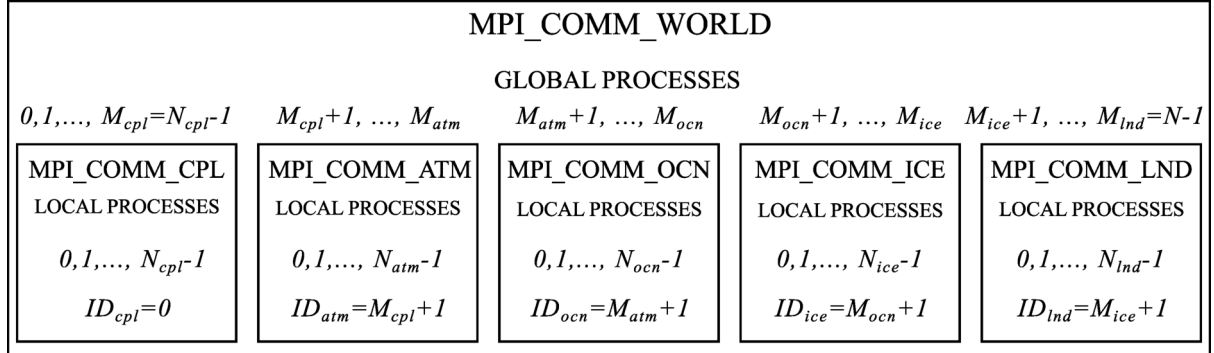 MPI_COMM_WORLD
GLOBAL PROCESSES
0,1,..., M_cpl=N_cpl-1 M_cpl+1, ..., M_atm M_atm+1, ..., M_ocn M_ocn+1, ..., M_ice M_ice+1, ..., M_lnd=N-1
MPI_COMM_CPL
LOCAL PROCESSES
0,1,..., N_cpl-1
ID_cpl=0
MPI_COMM_ATM
LOCAL PROCESSES
0,1,..., N_atm-1
ID_atm=M_cpl+1
MPI_COMM_OCN
LOCAL PROCESSES
0,1,..., N_ocn-1
ID_ocn=M_atm+1
MPI_COMM_ICE
LOCAL PROCESSES
0,1,..., N_ice-1
ID_ice=M_ocn+1
MPI_COMM_LND
LOCAL PROCESSES
0,1,..., N_lnd-1
ID_lnd=M_ice+1